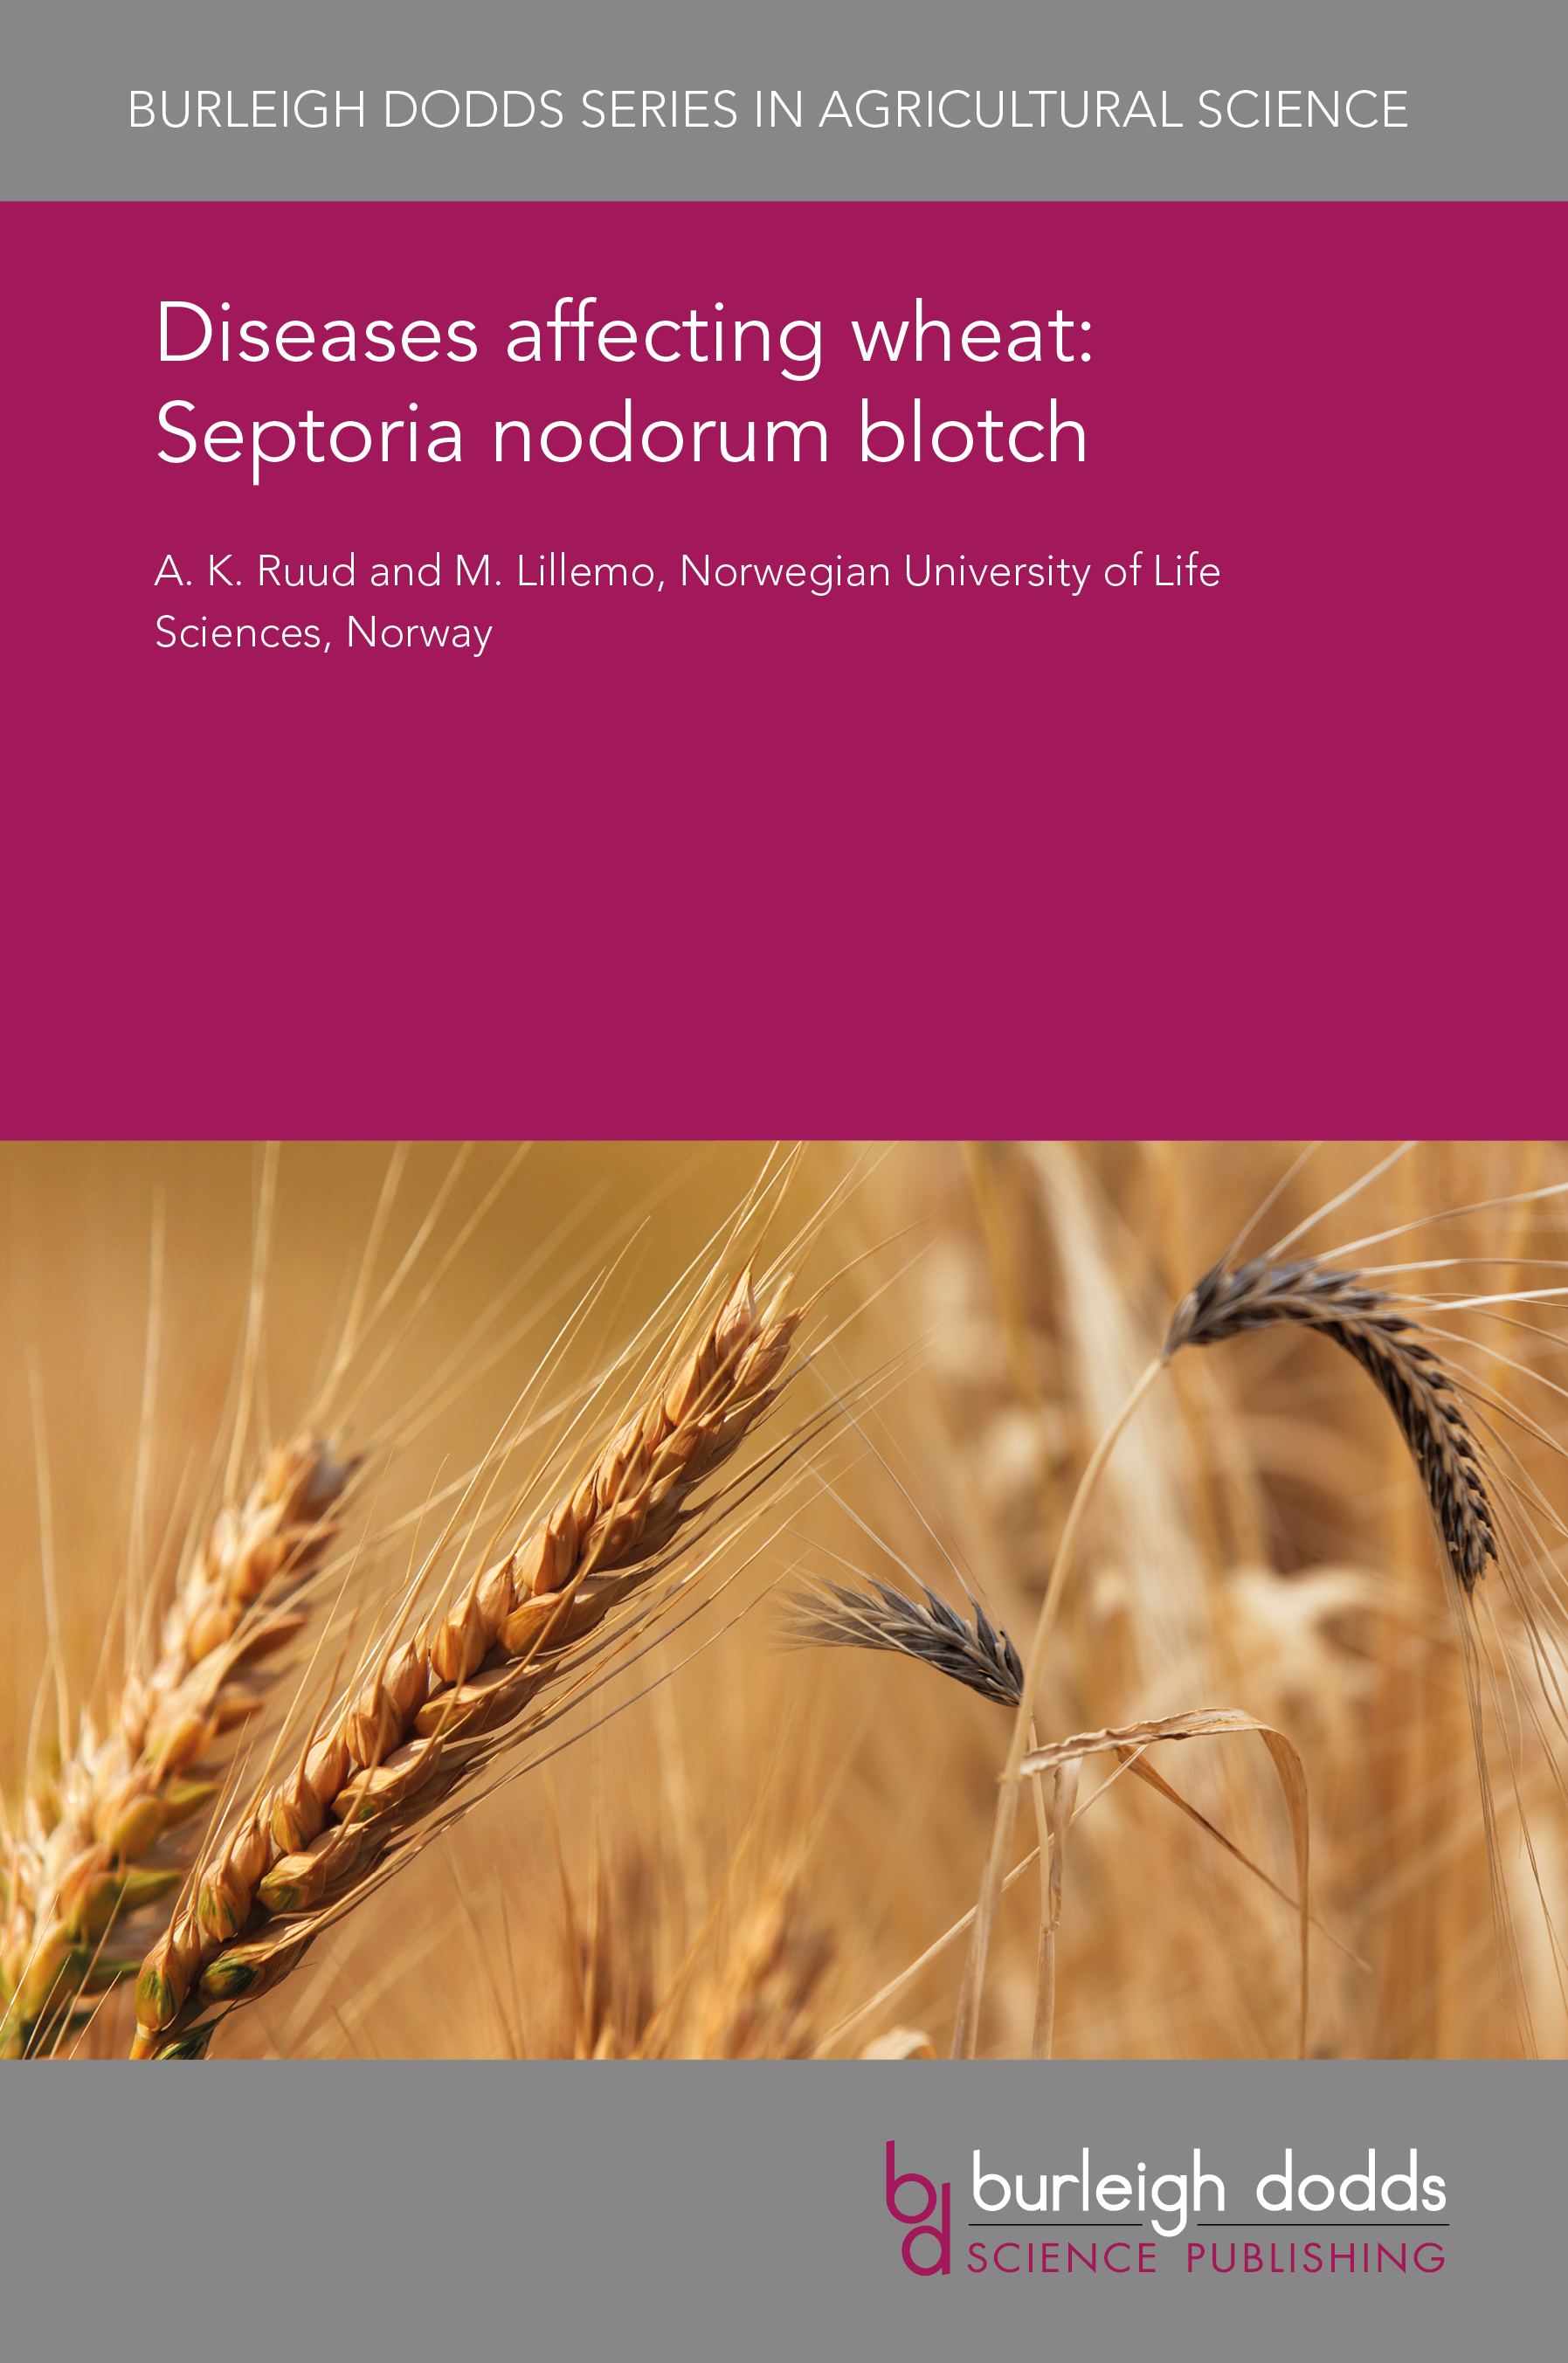 BURLEIGH DODDS SERIES IN AGRICULTURAL SCIENCE
Diseases affecting wheat:
Septoria nodorum blotch
A. K. Ruud and M. Lillemo, Norwegian University of Life
Sciences, Norway
bd
burleigh dodds
SCIENCE PUBLISHING